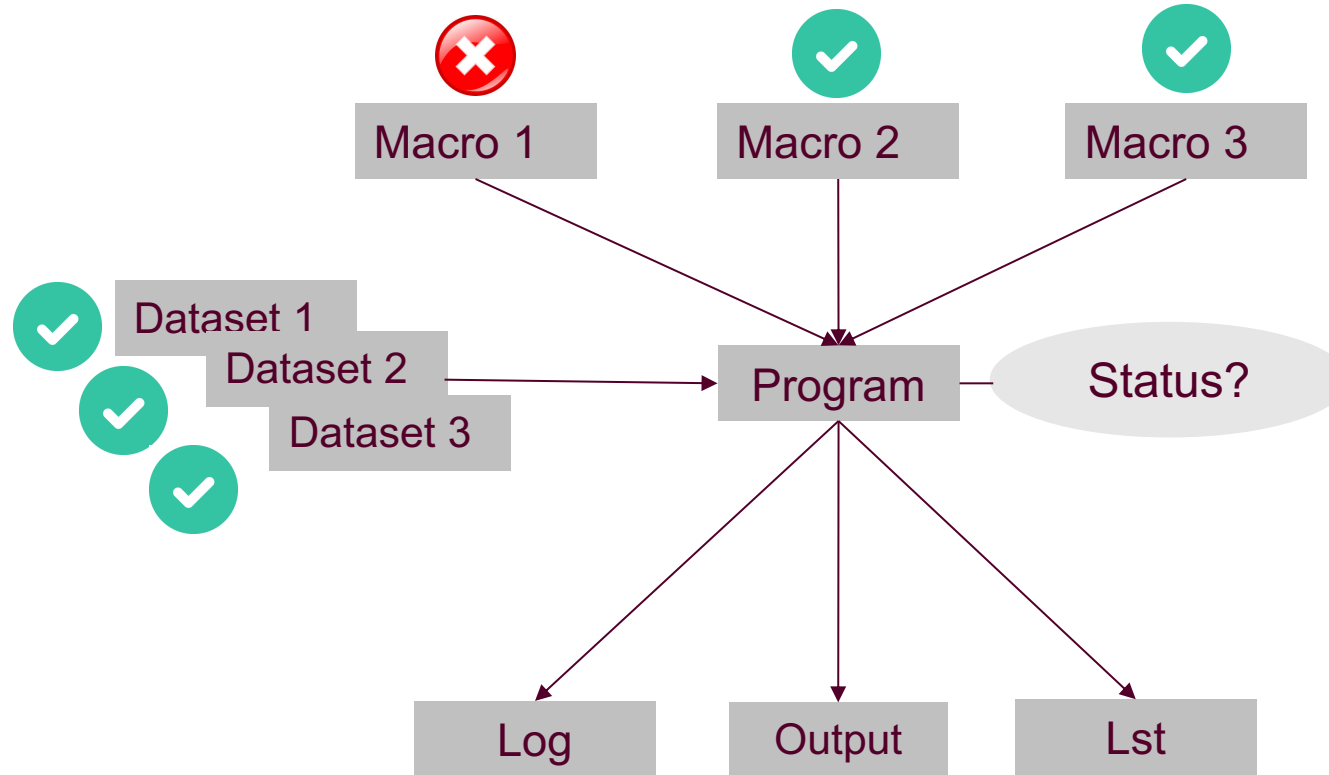 Macro 1
Macro 2
Macro 3
Dataset 1
Dataset 2
Dataset 3
Program
Status?
Log
Output
Lst